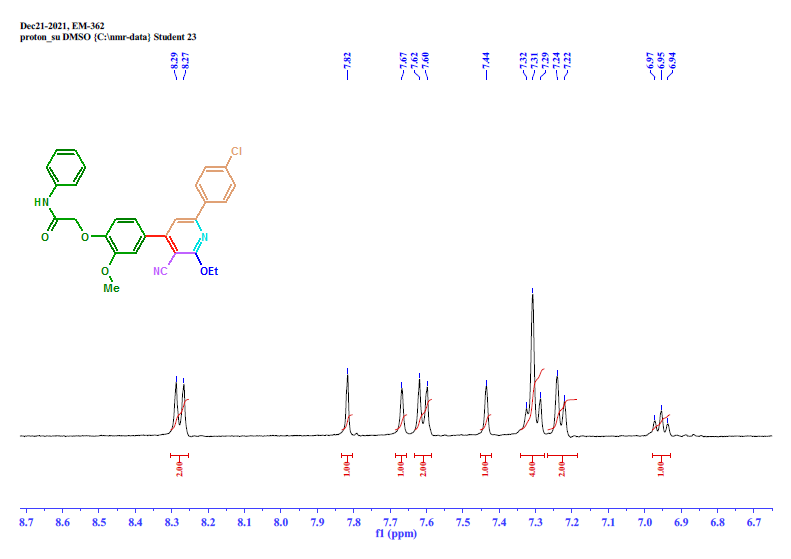 Dec21-2021, EM-362
proton_su DMSO {C:\nmr-data} Student 23
8.29 8.27 7.82 7.67 7.62 7.60 7.44 7.32 7.31 7.29 7.24 7.22 6.97 6.95 6.94
Cl
HN
O
O
N
O
NC
OEt
Me
2.00 1.00 1.00 2.00 1.00 4.00 2.00 1.00
8.7 8.6 8.5 8.4 8.3 8.2 8.1 8.0 7.9 7.8 7.7 7.6 7.5 7.4 7.3 7.2 7.1 7.0 6.9 6.8 6.7
f1 (ppm)